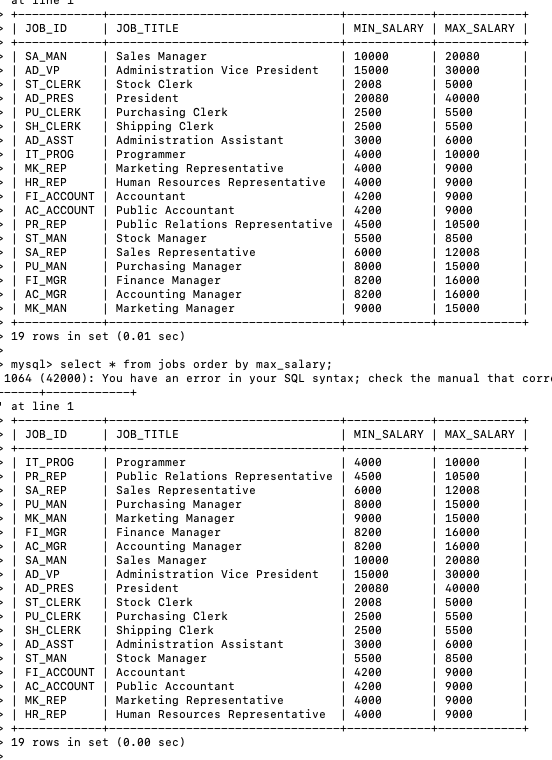 at line 1
> +------------+---------------------------------+------------+------------+
> | JOB_ID     | JOB_TITLE                       | MIN_SALARY | MAX_SALARY |
> +------------+---------------------------------+------------+------------+
> | SA_MAN     | Sales Manager                   | 10000      | 20080      |
> | AD_VP      | Administration Vice President   | 15000      | 30000      |
> | ST_CLERK   | Stock Clerk                     | 2008       | 5000       |
> | AD_PRES    | President                       | 20080      | 40000      |
> | PU_CLERK   | Purchasing Clerk                | 2500       | 5500       |
> | SH_CLERK   | Shipping Clerk                  | 2500       | 5500       |
> | AD_ASST    | Administration Assistant        | 3000       | 6000       |
> | IT_PROG    | Programmer                      | 4000       | 10000      |
> | MK_REP     | Marketing Representative        | 4000       | 9000       |
> | HR_REP     | Human Resources Representative  | 4000       | 9000       |
> | FI_ACCOUNT | Accountant                      | 4200       | 9000       |
> | AC_ACCOUNT | Public Accountant               | 4200       | 9000       |
> | PR_REP     | Public Relations Representative | 4500       | 10500      |
> | ST_MAN     | Stock Manager                   | 5500       | 8500       |
> | SA_REP     | Sales Representative            | 6000       | 12008      |
> | PU_MAN     | Purchasing Manager              | 8000       | 15000      |
> | FI_MGR     | Finance Manager                 | 8200       | 16000      |
> | AC_MGR     | Accounting Manager              | 8200       | 16000      |
> | MK_MAN     | Marketing Manager               | 9000       | 15000      |
> +------------+---------------------------------+------------+------------+
> 19 rows in set (0.01 sec)
>
> mysql> select * from jobs order by max_salary;
1064 (42000): You have an error in your SQL syntax; check the manual that
------+------------+
' at line 1
> +------------+---------------------------------+------------+------------+
> | JOB_ID     | JOB_TITLE                       | MIN_SALARY | MAX_SALARY |
> +------------+---------------------------------+------------+------------+
> | IT_PROG    | Programmer                      | 4000       | 10000      |
> | PR_REP     | Public Relations Representative | 4500       | 10500      |
> | SA_REP     | Sales Representative            | 6000       | 12008      |
> | PU_MAN     | Purchasing Manager              | 8000       | 15000      |
> | MK_MAN     | Marketing Manager               | 9000       | 15000      |
> | FI_MGR     | Finance Manager                 | 8200       | 16000      |
> | AC_MGR     | Accounting Manager              | 8200       | 16000      |
> | SA_MAN     | Sales Manager                   | 10000      | 20080      |
> | AD_VP      | Administration Vice President   | 15000      | 30000      |
> | AD_PRES    | President                       | 20080      | 40000      |
> | ST_CLERK   | Stock Clerk                     | 2008       | 5000       |
> | PU_CLERK   | Purchasing Clerk                | 2500       | 5500       |
> | SH_CLERK   | Shipping Clerk                  | 2500       | 5500       |
> | AD_ASST    | Administration Assistant        | 3000       | 6000       |
> | ST_MAN     | Stock Manager                   | 5500       | 8500       |
> | FI_ACCOUNT | Accountant                      | 4200       | 9000       |
> | AC_ACCOUNT | Public Accountant               | 4200       | 9000       |
> | MK_REP     | Marketing Representative        | 4000       | 9000       |
> | HR_REP     | Human Resources Representative  | 4000       | 9000       |
> +------------+---------------------------------+------------+------------+
> 19 rows in set (0.00 sec)
>